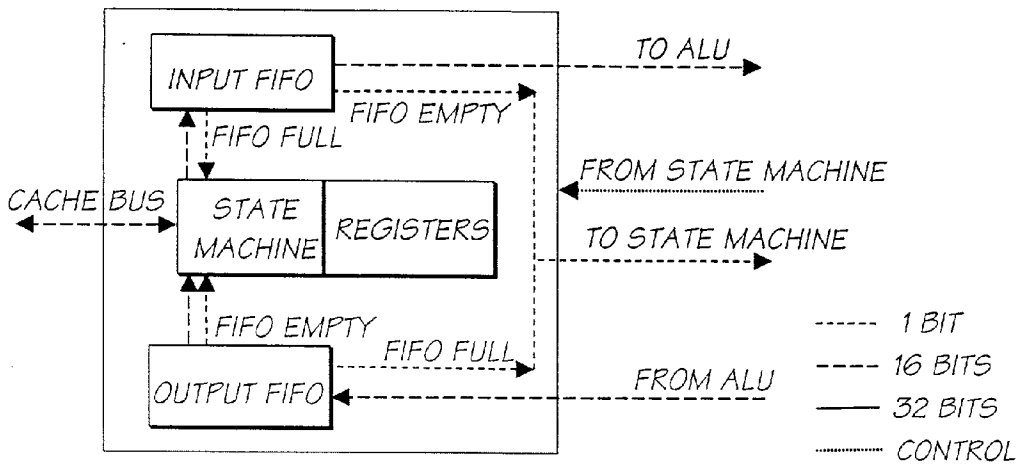 TO ALU
INPUT FIFO
FIFO EMPTY
FIFO FULL
FROM STATE MACHINE
CACHE BUS
STATE
MACHINE
REGISTERS
TO STATE MACHINE
FIFO EMPTY
FIFO FULL
OUTPUT FIFO
FROM ALU
1 BIT
16 BITS
32 BITS
CONTROL